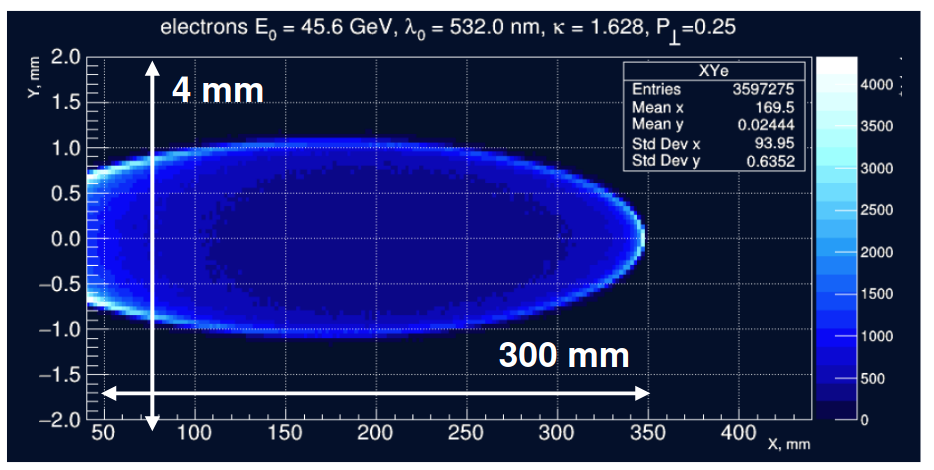 electrons E₀ = 45.6 GeV, λ₀ = 532.0 nm, κ = 1.628, P⊥=0.25
Y, mm
2.0
1.5
1.0
0.5
0.0
−0.5
−1.0
−1.5
−2.0
4 mm
300 mm
XYe
Entries 3597275
Mean x 169.5
Mean y 0.02444
Std Dev x 93.95
Std Dev y 0.6352
4000
3500
3000
2500
2000
1500
1000
500
0
50 100 150 200 250 300 350 400
X, mm